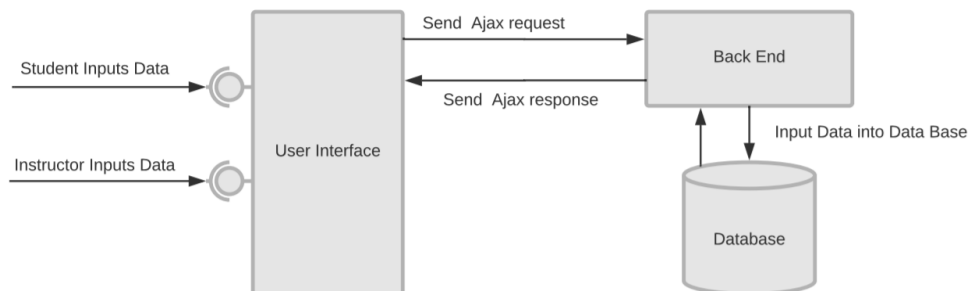 Send Ajax request
Student Inputs Data
Back End
Send Ajax response
Input Data into Data Base
User Interface
Instructor Inputs Data
Database